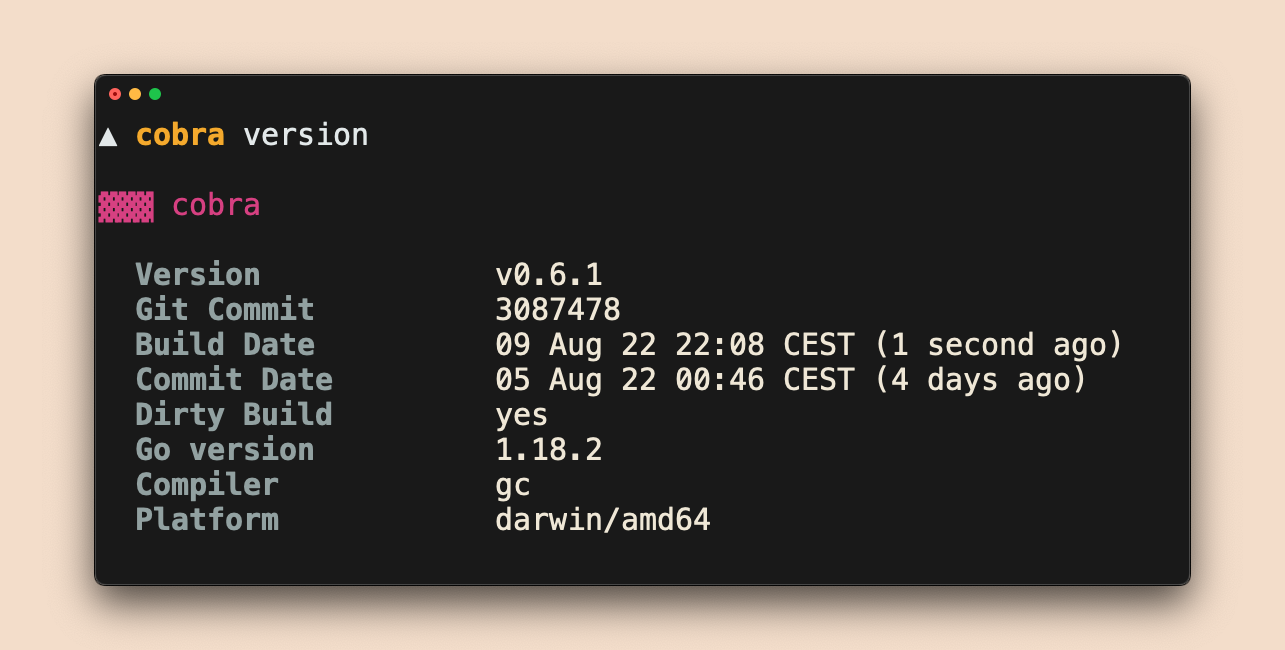 ▲ cobra version
▓▓▓ cobra
Version v0.6.1
Git Commit 3087478
Build Date 09 Aug 22 22:08 CEST (1 second ago)
Commit Date 05 Aug 22 00:46 CEST (4 days ago)
Dirty Build yes
Go version 1.18.2
Compiler gc
Platform darwin/amd64